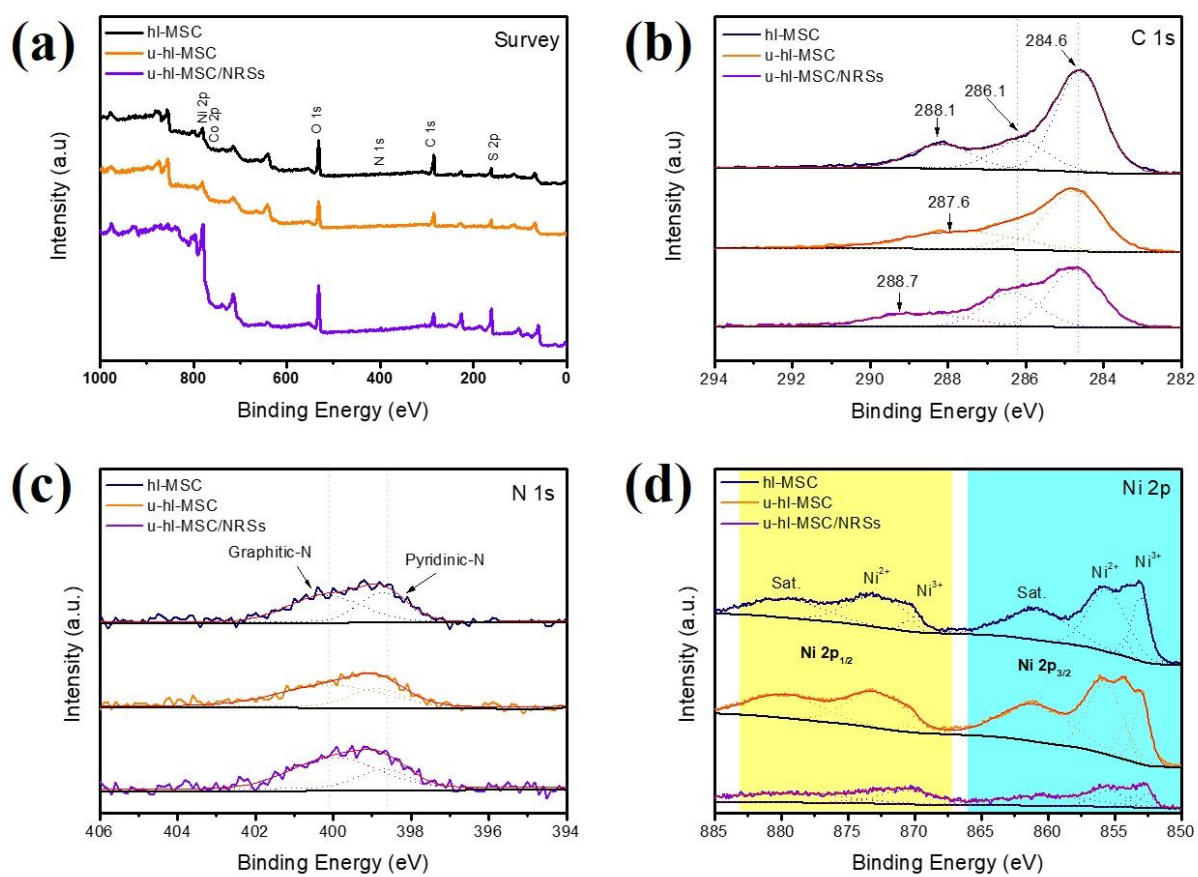 (a)
hl-MSC
u-hl-MSC
u-hl-MSC/NRSs
Survey
Ni 2p
Co 2p
O 1s
N 1s
C 1s
S 2p
Intensity (a.u)
1000 800 600 400 200 0
Binding Energy (eV)
(b)
hl-MSC
u-hl-MSC
u-hl-MSC/NRSs
C 1s
284.6
286.1
288.1
287.6
288.7
Intensity (a.u)
294 292 290 288 286 284 282
Binding Energy (eV)
(c)
hl-MSC
u-hl-MSC
u-hl-MSC/NRSs
N 1s
Graphitic-N
Pyridinic-N
Intensity (a.u.)
406 404 402 400 398 396 394
Binding Energy (eV)
(d)
hl-MSC
u-hl-MSC
u-hl-MSC/NRSs
Ni 2p
Sat. Ni2+ Ni3+ Sat. Ni2+ Ni3+
Ni 2p1/2 Ni 2p3/2
Intensity (a.u.)
885 880 875 870 865 860 855 850
Binding Energy (eV)